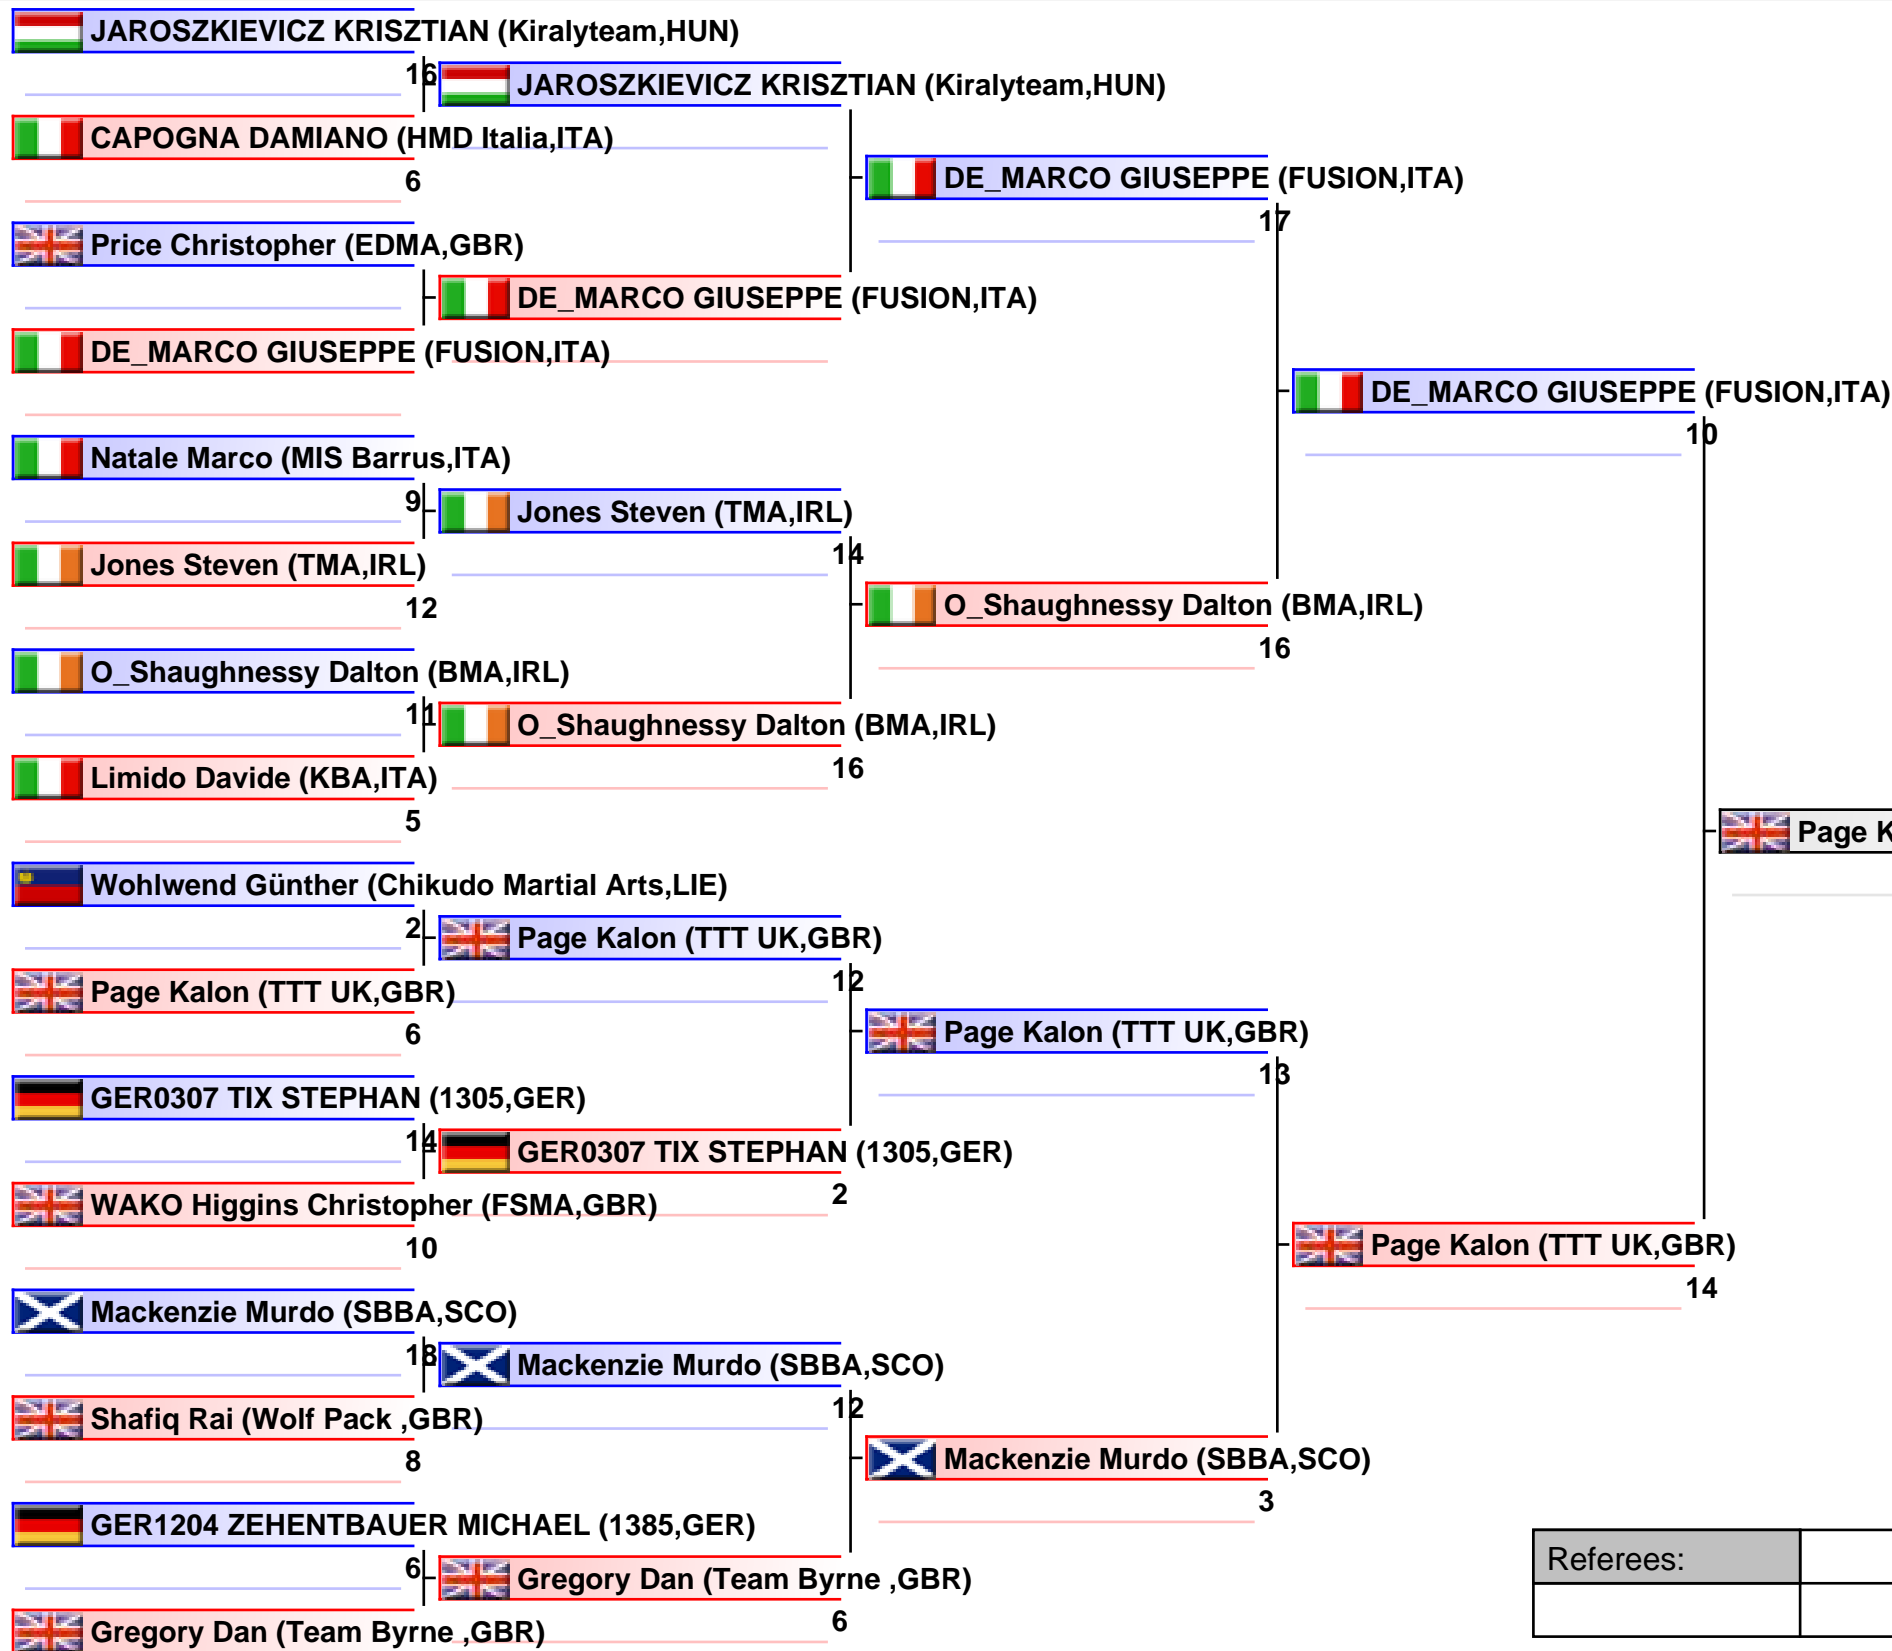 JAROSZKIEVICZ KRISZTIAN (Kiralyteam,HUN)
16
CAPOGNA DAMIANO (HMD Italia,ITA)
6
Price Christopher (EDMA,GBR)
DE_MARCO GIUSEPPE (FUSION,ITA)
Natale Marco (MIS Barrus,ITA)
9
Jones Steven (TMA,IRL)
12
O_Shaughnessy Dalton (BMA,IRL)
11
Limido Davide (KBA,ITA)
5
Wohlwend Günther (Chikudo Martial Arts,LIE)
2
Page Kalon (TTT UK,GBR)
6
GER0307 TIX STEPHAN (1305,GER)
14
WAKO Higgins Christopher (FSMA,GBR)
10
Mackenzie Murdo (SBBA,SCO)
18
Shafiq Rai (Wolf Pack ,GBR)
8
GER1204 ZEHENTBAUER MICHAEL (1385,GER)
6
Gregory Dan (Team Byrne ,GBR)
JAROSZKIEVICZ KRISZTIAN (Kiralyteam,HUN)
DE_MARCO GIUSEPPE (FUSION,ITA)
Jones Steven (TMA,IRL)
14
O_Shaughnessy Dalton (BMA,IRL)
16
Page Kalon (TTT UK,GBR)
12
GER0307 TIX STEPHAN (1305,GER)
2
Mackenzie Murdo (SBBA,SCO)
12
Gregory Dan (Team Byrne ,GBR)
6
DE_MARCO GIUSEPPE (FUSION,ITA)
17
O_Shaughnessy Dalton (BMA,IRL)
16
Page Kalon (TTT UK,GBR)
13
Mackenzie Murdo (SBBA,SCO)
3
DE_MARCO GIUSEPPE (FUSION,ITA)
10
Page Kalon (TTT UK,GBR)
14
Page K
Referees: